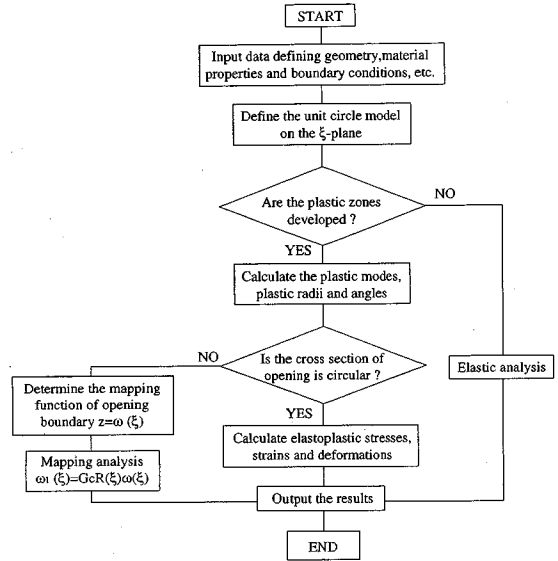 START
Input data defining geometry,material
properties and boundary conditions, etc.
Define the unit circle model
on the ξ-plane
Are the plastic zones
developed ?
NO
YES
Calculate the plastic modes,
plastic radii and angles
Is the cross section of
opening is circular ?
NO
YES
Elastic analysis
Determine the mapping
function of opening
boundary z=ω (ξ)
Calculate elastoplastic stresses,
strains and deformations
Mapping analysis
ωı (ξ)=GcR(ξ)ω(ξ)
Output the results
END